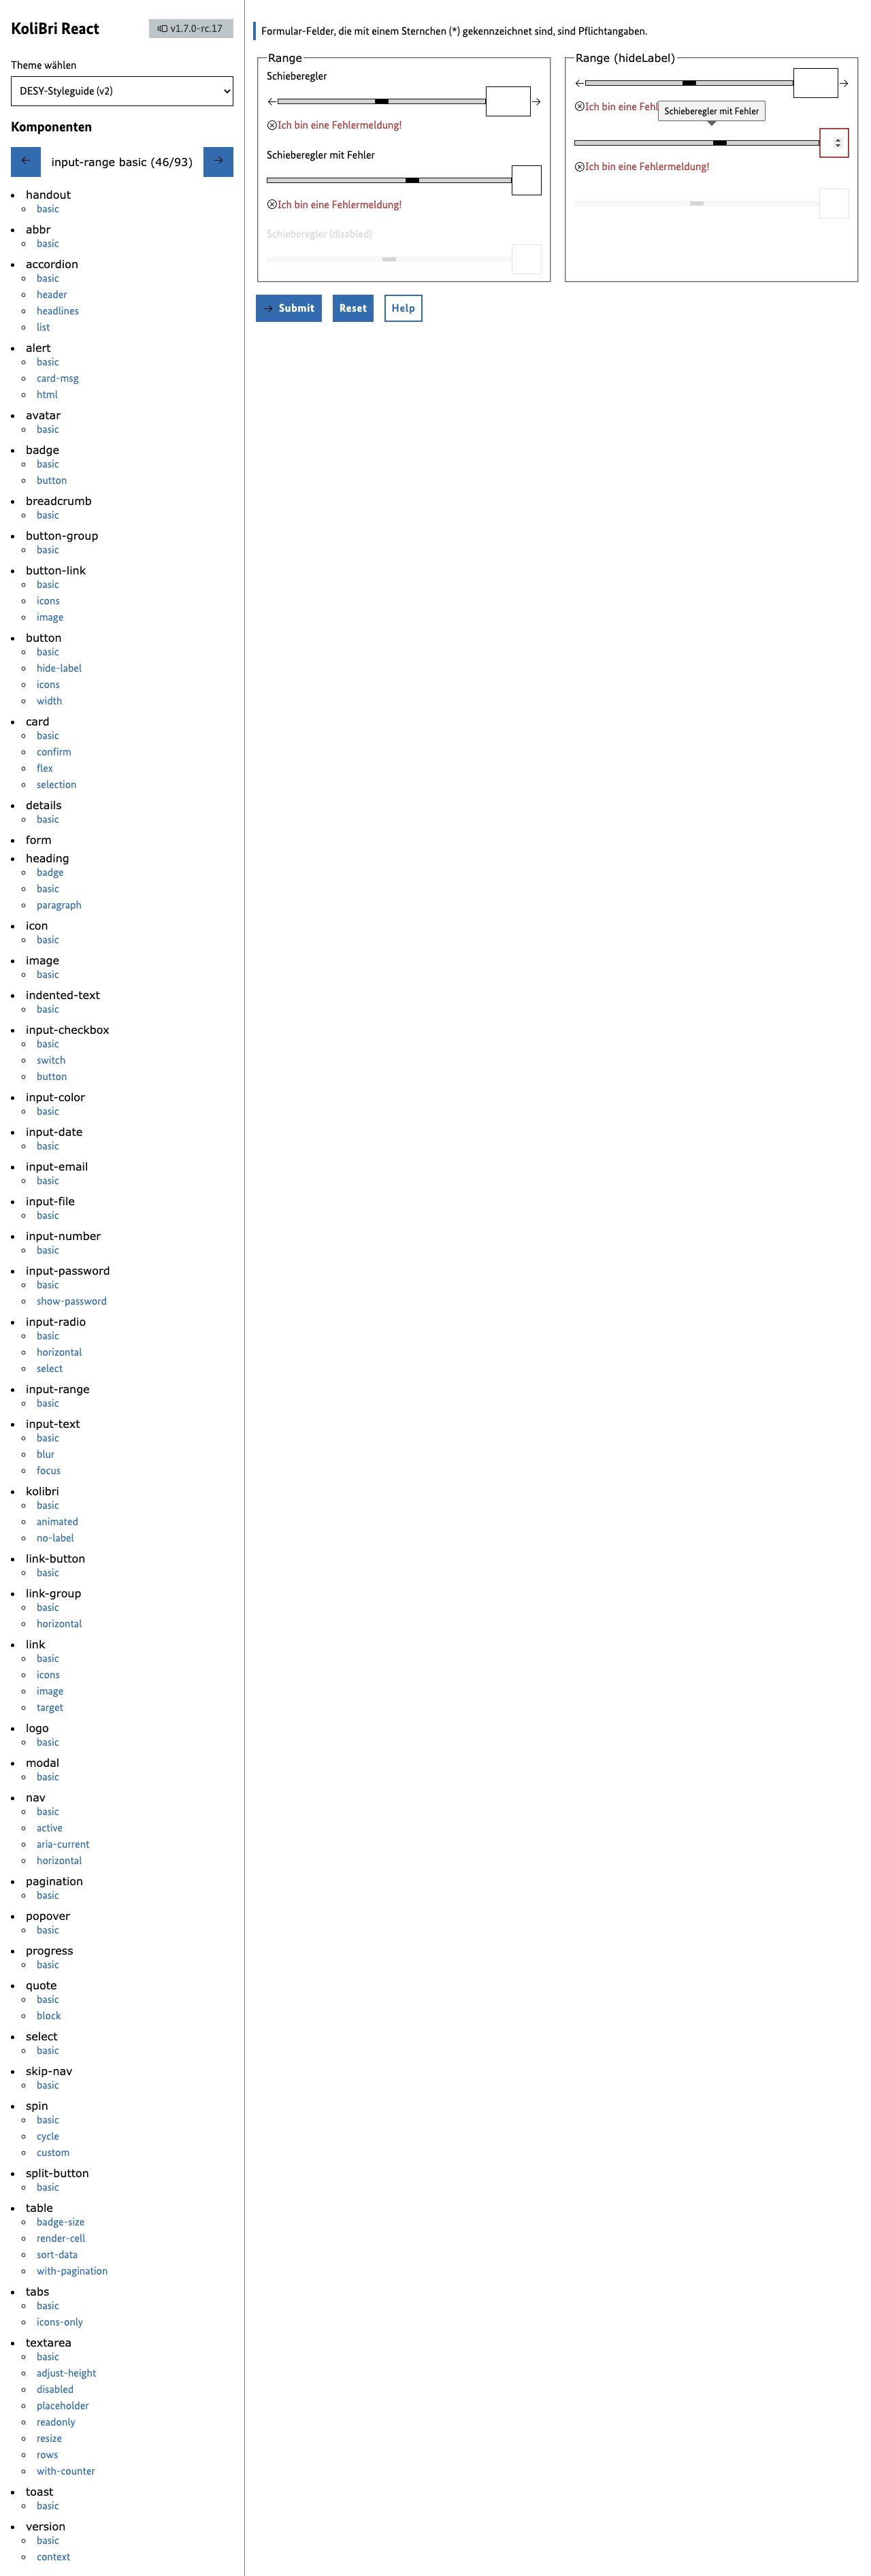 KoliBri React
v1.7.0-rc.17
Theme wählen
DESY-Styleguide (v2)
Komponenten
input-range basic (46/93)
handout
basic
abbr
basic
accordion
basic
header
headlines
list
alert
basic
card-msg
html
avatar
basic
badge
basic
button
breadcrumb
basic
button-group
basic
button-link
basic
icons
image
button
basic
hide-label
icons
width
card
basic
confirm
flex
selection
details
basic
form
heading
badge
basic
paragraph
icon
basic
image
basic
indented-text
basic
input-checkbox
basic
switch
button
input-color
basic
input-date
basic
input-email
basic
input-file
basic
input-number
basic
input-password
basic
show-password
input-radio
basic
horizontal
select
input-range
basic
input-text
basic
blur
focus
kolibri
basic
animated
no-label
link-button
basic
link-group
basic
horizontal
link
basic
icons
image
target
logo
basic
modal
basic
nav
basic
active
aria-current
horizontal
pagination
basic
popover
basic
progress
basic
quote
basic
block
select
basic
skip-nav
basic
spin
basic
cycle
custom
split-button
basic
table
badge-size
render-cell
sort-data
with-pagination
tabs
basic
icons-only
textarea
basic
adjust-height
disabled
placeholder
readonly
resize
rows
with-counter
toast
basic
version
basic
context
Formular-Felder, die mit einem Sternchen (*) gekennzeichnet sind, sind Pflichtangaben.
Range
Schieberegler
Ich bin eine Fehlermeldung!
Schieberegler mit Fehler
Ich bin eine Fehlermeldung!
Schieberegler (disabled)
Range (hideLabel)
Ich bin eine Fehl
Schieberegler mit Fehler
Ich bin eine Fehlermeldung!
Submit
Reset
Help